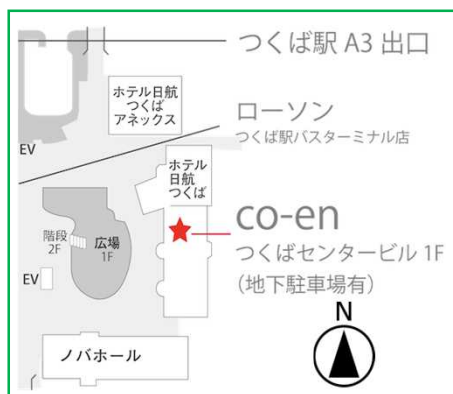 つくば駅 A3 出口
ホテル日航
つくば
アネックス
ローソン
つくば駅バスターミナル店
EV
ホテル
日航
つくば
co-en
つくばセンタービル 1F
（地下駐車場有）
階段
2F
広場
1F
EV
N
ノバホール